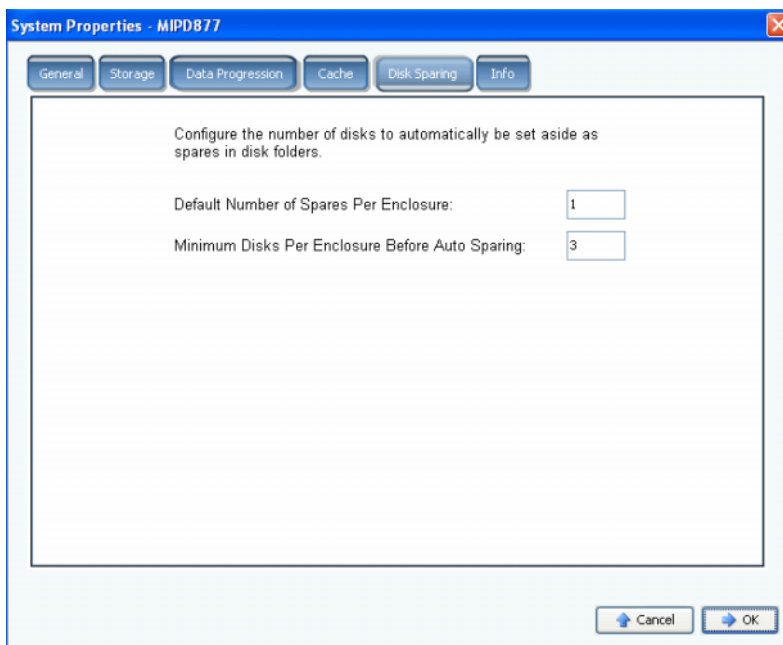 System Properties - MIPD877
General Storage Data Progression Cache Disk Sparing Info
Configure the number of disks to automatically be set aside as
spares in disk folders.
Default Number of Spares Per Enclosure: 1
Minimum Disks Per Enclosure Before Auto Sparing: 3
Cancel OK